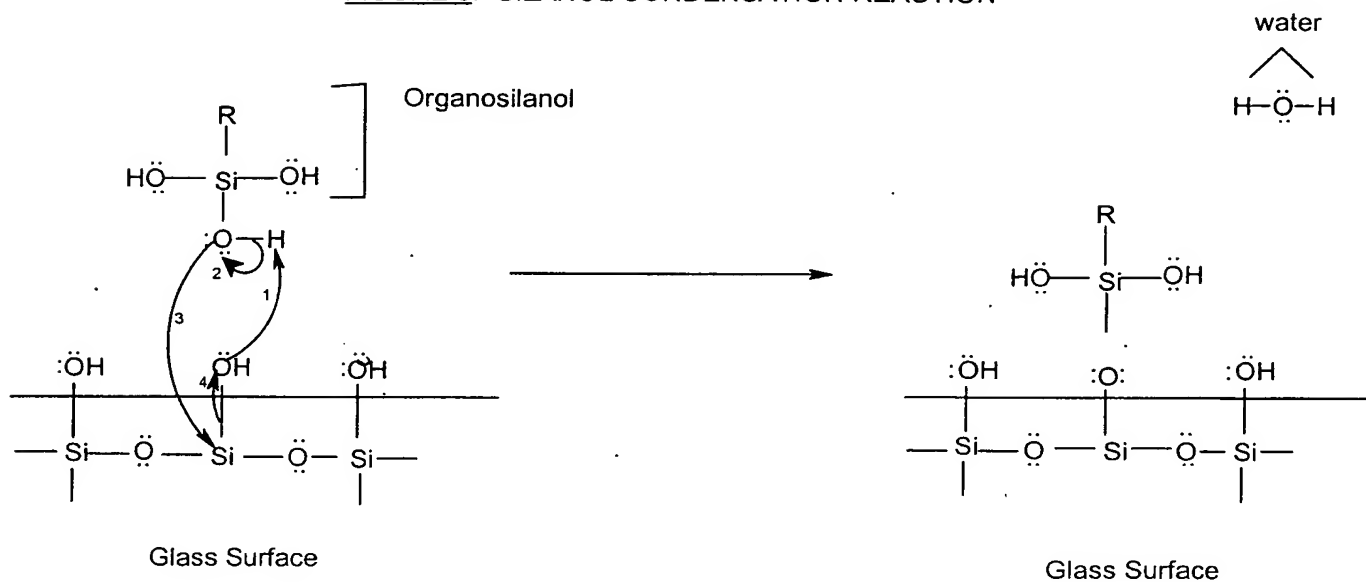 SILANOL CONDENSATION REACTION
water
H—Ö—H
Organosilanol
R
HÖ—Si—ÖH
:O—H
2
1
3
:ÖH ÖH :ÖH
4
—Si—Ö—Si—Ö—Si—
Glass Surface
R
HÖ—Si—ÖH
:ÖH :O: :ÖH
—Si—Ö—Si—Ö—Si—
Glass Surface